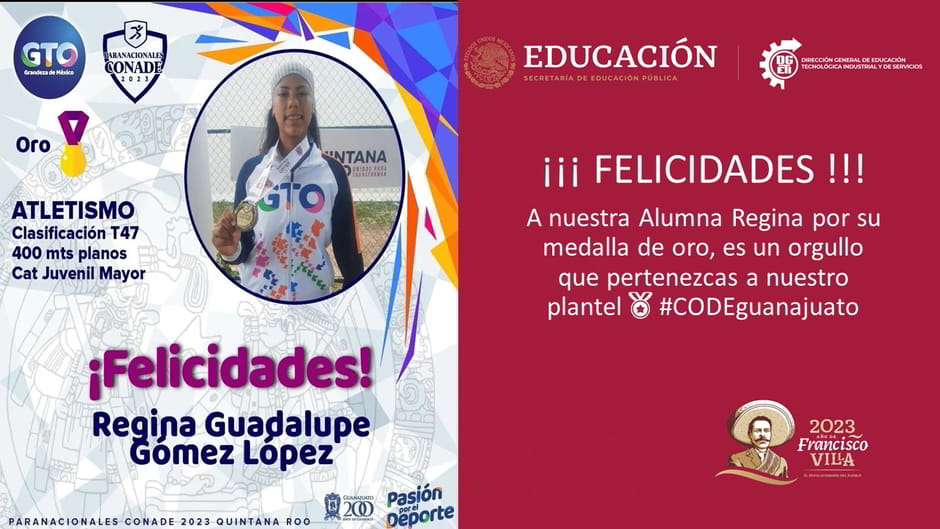 GTO
Grandeza de México
PARANACIONALES
CONADE
2023
Oro
ATLETISMO
Clasificación T47
400 mts planos
Cat Juvenil Mayor
QUINTANA
UNIDOS PARA
TRANSFORMAR
GTO
¡Felicidades!
Regina Guadalupe
Gómez López
GUANAJUATO
200
Pasión
por el
Deporte
PARANACIONALES CONADE 2023 QUINTANA ROO
EDUCACIÓN
SECRETARÍA DE EDUCACIÓN PÚBLICA
DIRECCIÓN GENERAL DE EDUCACIÓN
TECNOLÓGICA INDUSTRIAL Y DE SERVICIOS
¡¡¡ FELICIDADES !!!
A nuestra Alumna Regina por su
medalla de oro, es un orgullo
que pertenezcas a nuestro
plantel 🏅 #CODEguanajuato
2023
AÑO DE
Francisco
VILLA
EL REVOLUCIONARIO DEL PUEBLO